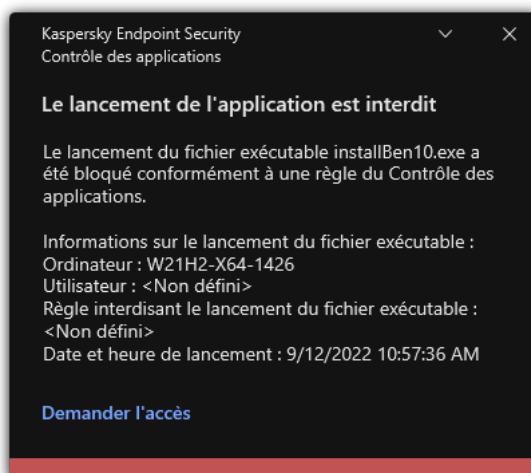 Kaspersky Endpoint Security
Contrôle des applications
Le lancement de l'application est interdit
Le lancement du fichier exécutable installBen10.exe a
été bloqué conformément à une règle du Contrôle des
applications.
Informations sur le lancement du fichier exécutable :
Ordinateur : W21H2-X64-1426
Utilisateur : <Non défini>
Règle interdisant le lancement du fichier exécutable :
<Non défini>
Date et heure de lancement : 9/12/2022 10:57:36 AM
Demander l'accès